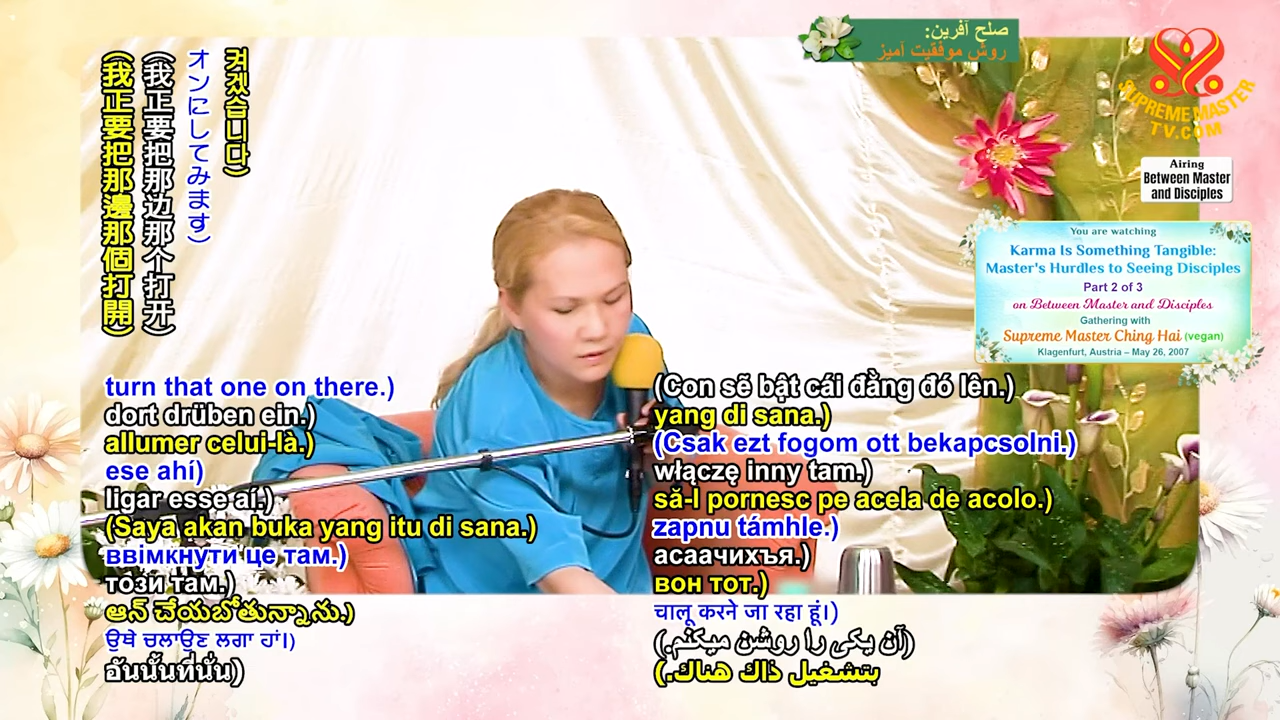 صلح آفرین:
روش موفقیت آمیز
SUPREME MASTER
TV.COM
Airing
Between Master
and Disciples
You are watching
Karma Is Something Tangible:
Master's Hurdles to Seeing Disciples
Part 2 of 3
on Between Master and Disciples
Gathering with
Supreme Master Ching Hai (vegan)
Klagenfurt, Austria – May 26, 2007
켜겠습니다)
オンにしてみます)
(我正要把那边那个打开)
(我正要把那邊那個打開)
turn that one on there.)
dort drüben ein.)
allumer celui-là.)
ese ahí)
ligar esse aí.)
(Saya akan buka yang itu di sana.)
ввімкнути це там.)
този там.)
ఆన్ చేయబోతున్నాను.)
ਉਥੇ ਚਲਾਉਣ ਲਗਾ ਹਾਂ।)
อันนั้นที่นั่น)
(Con sẽ bật cái đằng đó lên.)
yang di sana.)
(Csak ezt fogom ott bekapcsolni.)
włączę inny tam.)
să-l pornesc pe acela de acolo.)
zapnu támhle.)
асаачихъя.)
вон тот.)
चालू करने जा रहा हूं।)
(آن یکی را روشن میکنم.)
بتشغيل ذاك هناك.)